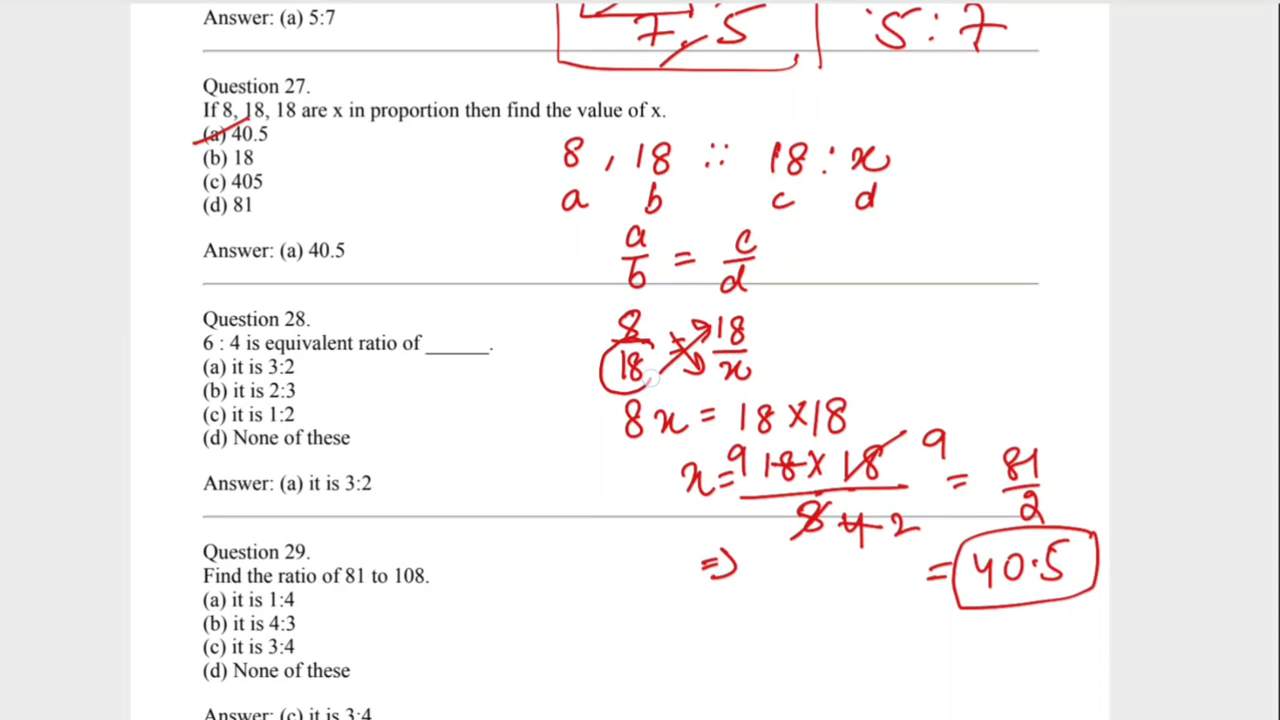 Answer: (a) 5:7
7, 5
5 : 7
Question 27.
If 8, 18, 18 are x in proportion then find the value of x.
(a) 40.5
(b) 18
(c) 405
(d) 81
8 , 18 :: 18 : x
a b c d
Answer: (a) 40.5
a/b = c/d
Question 28.
6 : 4 is equivalent ratio of ______.
(a) it is 3:2
(b) it is 2:3
(c) it is 1:2
(d) None of these
8/18 = 18/x
8x = 18 × 18
x = 9 18 × 18 9 / 8 4 2 = 81/2
Answer: (a) it is 3:2
⇒ = 40.5
Question 29.
Find the ratio of 81 to 108.
(a) it is 1:4
(b) it is 4:3
(c) it is 3:4
(d) None of these
Answer: (c) it is 3:4